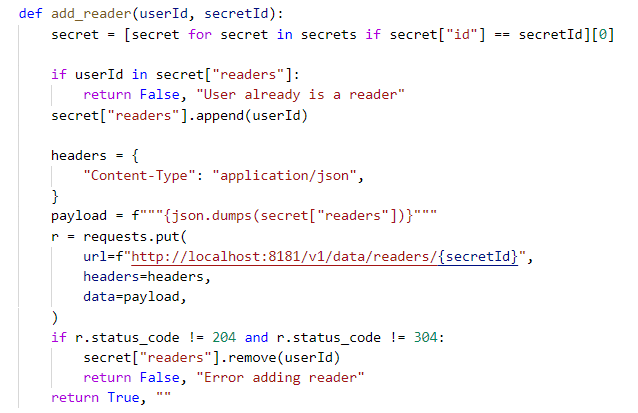 def add_reader(userId, secretId):
    secret = [secret for secret in secrets if secret["id"] == secretId][0]

    if userId in secret["readers"]:
        return False, "User already is a reader"
    secret["readers"].append(userId)

    headers = {
        "Content-Type": "application/json",
    }
    payload = f"""{json.dumps(secret["readers"])}"""
    r = requests.put(
        url=f"http://localhost:8181/v1/data/readers/{secretId}",
        headers=headers,
        data=payload,
    )
    if r.status_code != 204 and r.status_code != 304:
        secret["readers"].remove(userId)
        return False, "Error adding reader"
    return True, ""